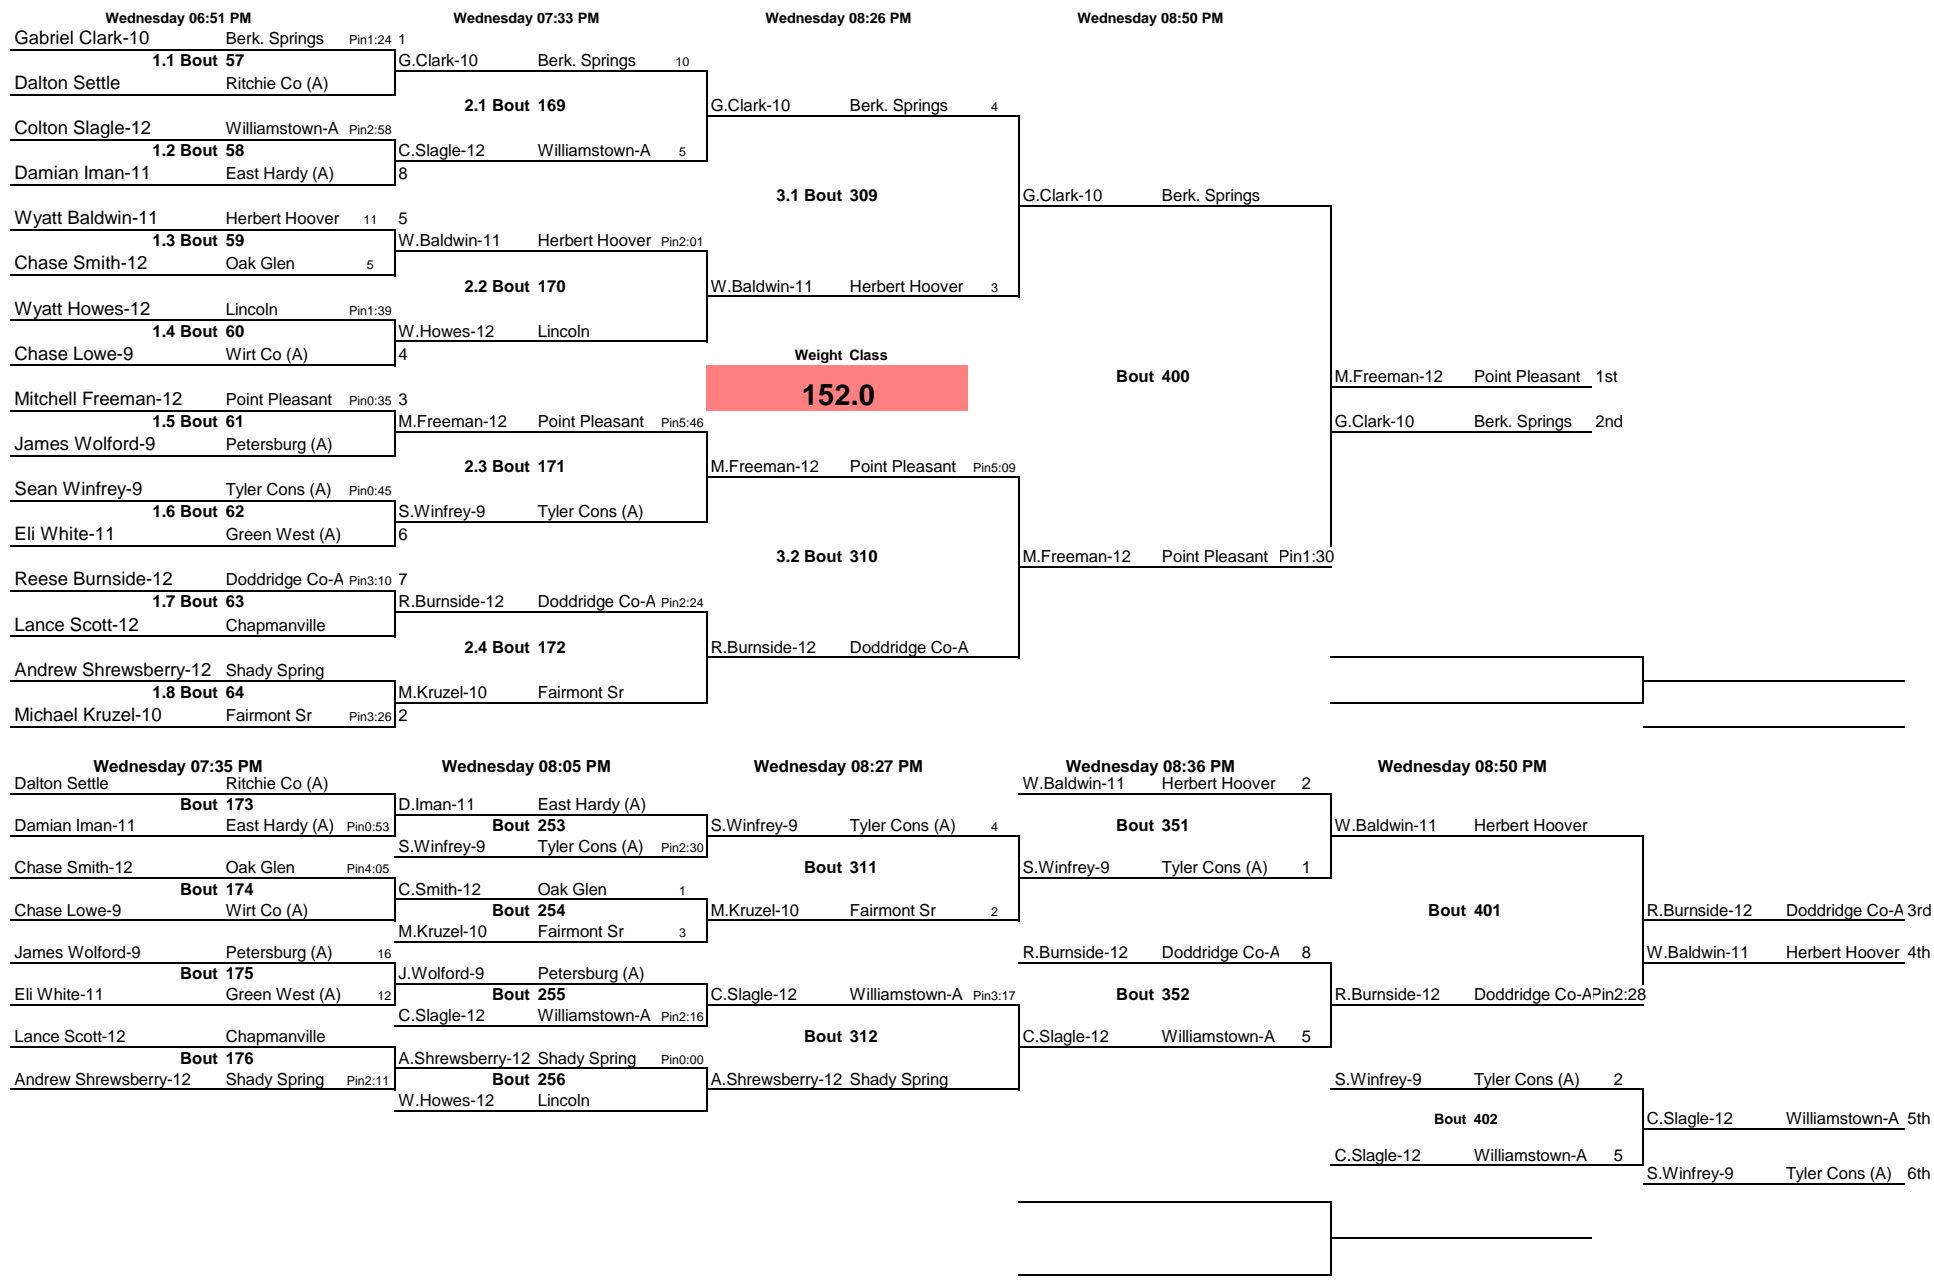 Wednesday 06:51 PM Wednesday 07:33 PM Wednesday 08:26 PM Wednesday 08:50 PM
Gabriel Clark-10 Berk. Springs Pin1:24 1
1.1 Bout 57 G.Clark-10 Berk. Springs 10
Dalton Settle Ritchie Co (A)
2.1 Bout 169 G.Clark-10 Berk. Springs 4
Colton Slagle-12 Williamstown-A Pin2:58
1.2 Bout 58 C.Slagle-12 Williamstown-A 5
Damian Iman-11 East Hardy (A) 8
3.1 Bout 309 G.Clark-10 Berk. Springs
Wyatt Baldwin-11 Herbert Hoover 11 5
1.3 Bout 59 W.Baldwin-11 Herbert Hoover Pin2:01
Chase Smith-12 Oak Glen 5
2.2 Bout 170 W.Baldwin-11 Herbert Hoover 3
Wyatt Howes-12 Lincoln Pin1:39
1.4 Bout 60 W.Howes-12 Lincoln
Chase Lowe-9 Wirt Co (A) 4 Weight Class
Bout 400 M.Freeman-12 Point Pleasant 1st
Mitchell Freeman-12 Point Pleasant Pin0:35 3 152.0
1.5 Bout 61 M.Freeman-12 Point Pleasant Pin5:46 G.Clark-10 Berk. Springs 2nd
James Wolford-9 Petersburg (A)
2.3 Bout 171 M.Freeman-12 Point Pleasant Pin5:09
Sean Winfrey-9 Tyler Cons (A) Pin0:45
1.6 Bout 62 S.Winfrey-9 Tyler Cons (A)
Eli White-11 Green West (A) 6
3.2 Bout 310 M.Freeman-12 Point Pleasant Pin1:30
Reese Burnside-12 Doddridge Co-A Pin3:10 7
1.7 Bout 63 R.Burnside-12 Doddridge Co-A Pin2:24
Lance Scott-12 Chapmanville
2.4 Bout 172 R.Burnside-12 Doddridge Co-A
Andrew Shrewsberry-12 Shady Spring
1.8 Bout 64 M.Kruzel-10 Fairmont Sr
Michael Kruzel-10 Fairmont Sr Pin3:26 2
Wednesday 07:35 PM Wednesday 08:05 PM Wednesday 08:27 PM Wednesday 08:36 PM Wednesday 08:50 PM
Dalton Settle Ritchie Co (A) W.Baldwin-11 Herbert Hoover 2
Bout 173 D.Iman-11 East Hardy (A)
Damian Iman-11 East Hardy (A) Pin0:53 Bout 253 S.Winfrey-9 Tyler Cons (A) 4 Bout 351 W.Baldwin-11 Herbert Hoover
S.Winfrey-9 Tyler Cons (A) Pin2:30
Chase Smith-12 Oak Glen Pin4:05 Bout 311 S.Winfrey-9 Tyler Cons (A) 1
Bout 174 C.Smith-12 Oak Glen 1
Chase Lowe-9 Wirt Co (A) Bout 254 M.Kruzel-10 Fairmont Sr 2 Bout 401 R.Burnside-12 Doddridge Co-A 3rd
M.Kruzel-10 Fairmont Sr 3
James Wolford-9 Petersburg (A) 16 R.Burnside-12 Doddridge Co-A 8 W.Baldwin-11 Herbert Hoover 4th
Bout 175 J.Wolford-9 Petersburg (A)
Eli White-11 Green West (A) 12 Bout 255 C.Slagle-12 Williamstown-A Pin3:17 Bout 352 R.Burnside-12 Doddridge Co-A Pin2:28
C.Slagle-12 Williamstown-A Pin2:16
Lance Scott-12 Chapmanville Bout 312 C.Slagle-12 Williamstown-A 5
Bout 176 A.Shrewsberry-12 Shady Spring Pin0:00
Andrew Shrewsberry-12 Shady Spring Pin2:11 Bout 256 A.Shrewsberry-12 Shady Spring S.Winfrey-9 Tyler Cons (A) 2
W.Howes-12 Lincoln
Bout 402 C.Slagle-12 Williamstown-A 5th
C.Slagle-12 Williamstown-A 5
S.Winfrey-9 Tyler Cons (A) 6th